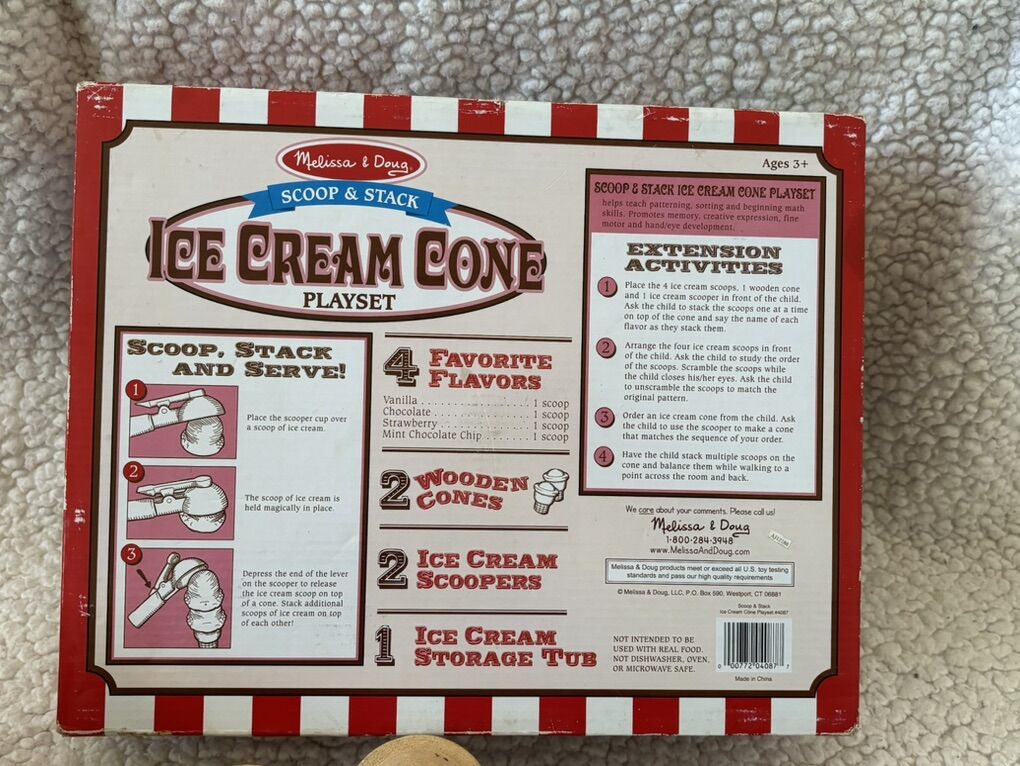 Melissa & Doug
SCOOP & STACK
ICE CREAM CONE
PLAYSET
SCOOP, STACK
AND SERVE!
1
Place the scooper cup over
a scoop of ice cream.
2
The scoop of ice cream is
held magically in place.
3
Depress the end of the lever
on the scooper to release
the ice cream scoop on top
of a cone. Stack additional
scoops of ice cream on top
of each other!
4 FAVORITE
FLAVORS
Vanilla . . . . . . . . . . . . . . . . 1 scoop
Chocolate . . . . . . . . . . . . . . 1 scoop
Strawberry . . . . . . . . . . . . . 1 scoop
Mint Chocolate Chip . . . . . . . . 1 scoop
2 WOODEN
CONES
2 ICE CREAM
SCOOPERS
1 ICE CREAM
STORAGE TUB
Ages 3+
SCOOP & STACK ICE CREAM CONE PLAYSET
helps teach patterning, sorting and beginning math
skills. Promotes memory, creative expression, fine
motor and hand/eye development.
EXTENSION
ACTIVITIES
1 Place the 4 ice cream scoops, 1 wooden cone
and 1 ice cream scooper in front of the child.
Ask the child to stack the scoops one at a time
on top of the cone and say the name of each
flavor as they stack them.
2 Arrange the four ice cream scoops in front
of the child. Ask the child to study the order
of the scoops. Scramble the scoops while
the child closes his/her eyes. Ask the child
to unscramble the scoops to match the
original pattern.
3 Order an ice cream cone from the child. Ask
the child to use the scooper to make a cone
that matches the sequence of your order.
4 Have the child stack multiple scoops on the
cone and balance them while walking to a
point across the room and back.
We care about your comments. Please call us!
Melissa & Doug
1-800-284-3948
www.MelissaAndDoug.com
Melissa & Doug products meet or exceed all U.S. toy testing
standards and pass our high quality requirements
© Melissa & Doug, LLC, P.O. Box 590, Westport, CT 06881
Scoop & Stack
Ice Cream Cone Playset #4087
NOT INTENDED TO BE
USED WITH REAL FOOD.
NOT DISHWASHER, OVEN,
OR MICROWAVE SAFE.
0 00772 04087 7
Made in China